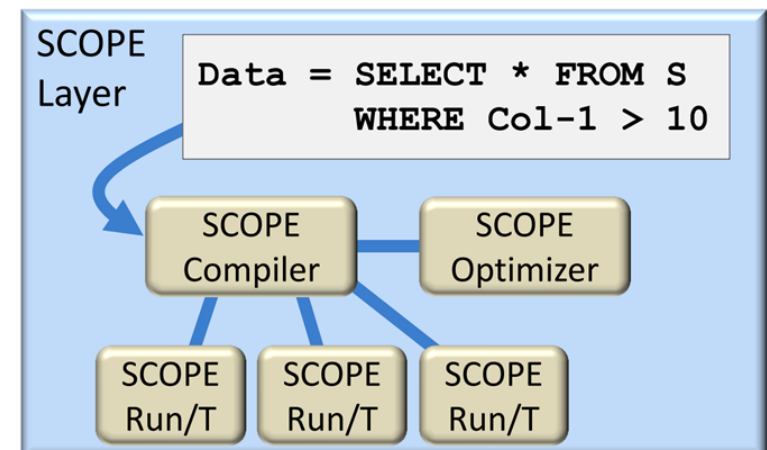 SCOPE
Layer
Data = SELECT * FROM S
WHERE Col-1 > 10
SCOPE
Compiler
SCOPE
Optimizer
SCOPE
Run/T
SCOPE
Run/T
SCOPE
Run/T